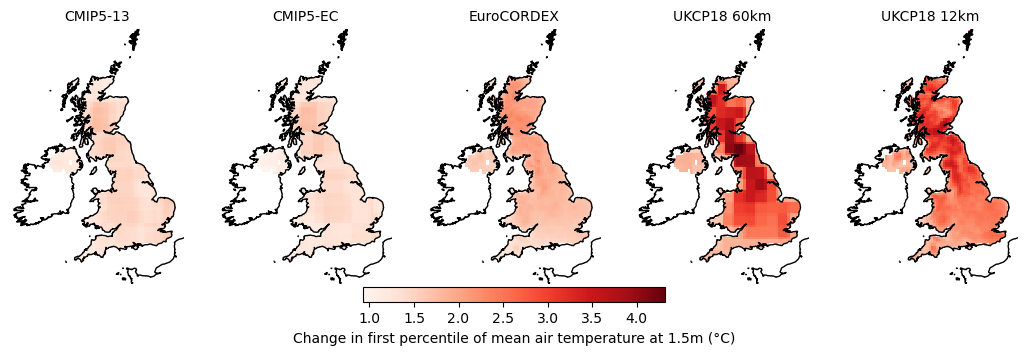 CMIP5-13 CMIP5-EC EuroCORDEX UKCP18 60km UKCP18 12km
1.0 1.5 2.0 2.5 3.0 3.5 4.0
Change in first percentile of mean air temperature at 1.5m (°C)